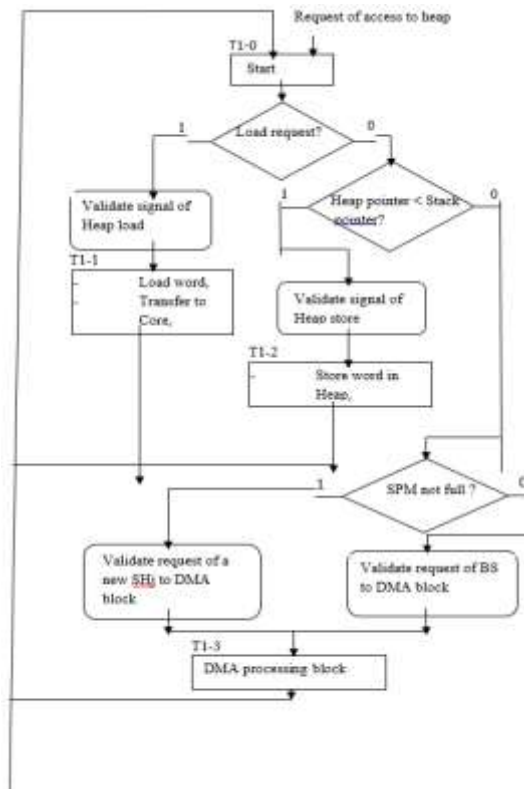 Request of access to heap
T1-0
Start
Load request?
1
0
Validate signal of
Heap load
Heap pointer < Stack
pointer?
1
0
T1-1
- Load word,
- Transfer to
Core,
Validate signal of
Heap store
T1-2
- Store word in
Heap,
SPM not full ?
1
0
Validate request of a
new SHj to DMA
block
Validate request of BS
to DMA block
T1-3
DMA processing block